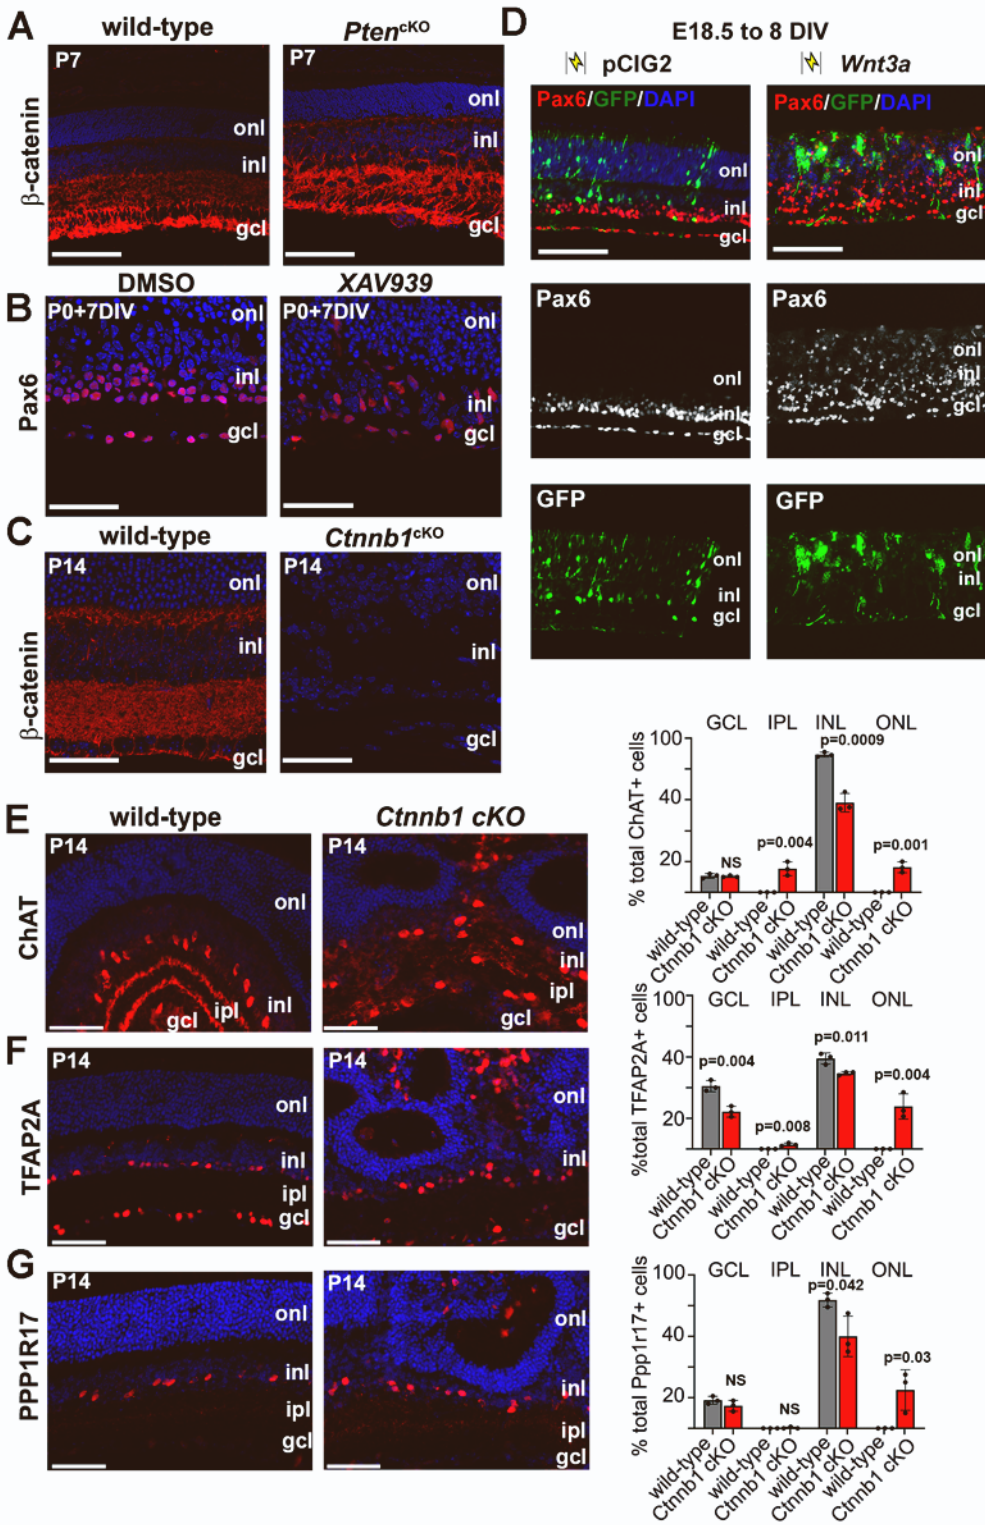 A
wild-type
Pten^cKO
P7
β-catenin
onl
inl
gcl
onl
inl
gcl
B
DMSO
XAV939
P0+7DIV
P0+7DIV
Pax6
onl
inl
gcl
onl
inl
gcl
C
wild-type
Ctnnb1^cKO
P14
P14
β-catenin
onl
inl
gcl
onl
inl
gcl
D
E18.5 to 8 DIV
pCIG2
Wnt3a
Pax6/GFP/DAPI
Pax6/GFP/DAPI
onl
inl
gcl
onl
inl
gcl
Pax6
Pax6
onl
inl
gcl
onl
inl
gcl
GFP
GFP
onl
inl
gcl
onl
inl
gcl
E
wild-type
Ctnnb1 cKO
P14
P14
ChAT
onl
inl
ipl
gcl
onl
inl
ipl
gcl
GCL IPL INL ONL
% total ChAT+ cells
100
40
20
NS
p=0.004
p=0.0009
p=0.001
wild-type
Ctnnb1 cKO
wild-type
Ctnnb1 cKO
wild-type
Ctnnb1 cKO
wild-type
Ctnnb1 cKO
F
P14
P14
TFAP2A
onl
inl
ipl
gcl
onl
inl
gcl
GCL IPL INL ONL
%total TFAP2A+ cells
40
20
p=0.004
p=0.008
p=0.011
p=0.004
wild-type
Ctnnb1 cKO
wild-type
Ctnnb1 cKO
wild-type
Ctnnb1 cKO
wild-type
Ctnnb1 cKO
G
P14
P14
PPP1R17
onl
inl
ipl
gcl
onl
inl
ipl
gcl
GCL IPL INL ONL
% total Ppp1r17+ cells
100
40
20
NS
NS
p=0.042
p=0.03
wild-type
Ctnnb1 cKO
wild-type
Ctnnb1 cKO
wild-type
Ctnnb1 cKO
wild-type
Ctnnb1 cKO